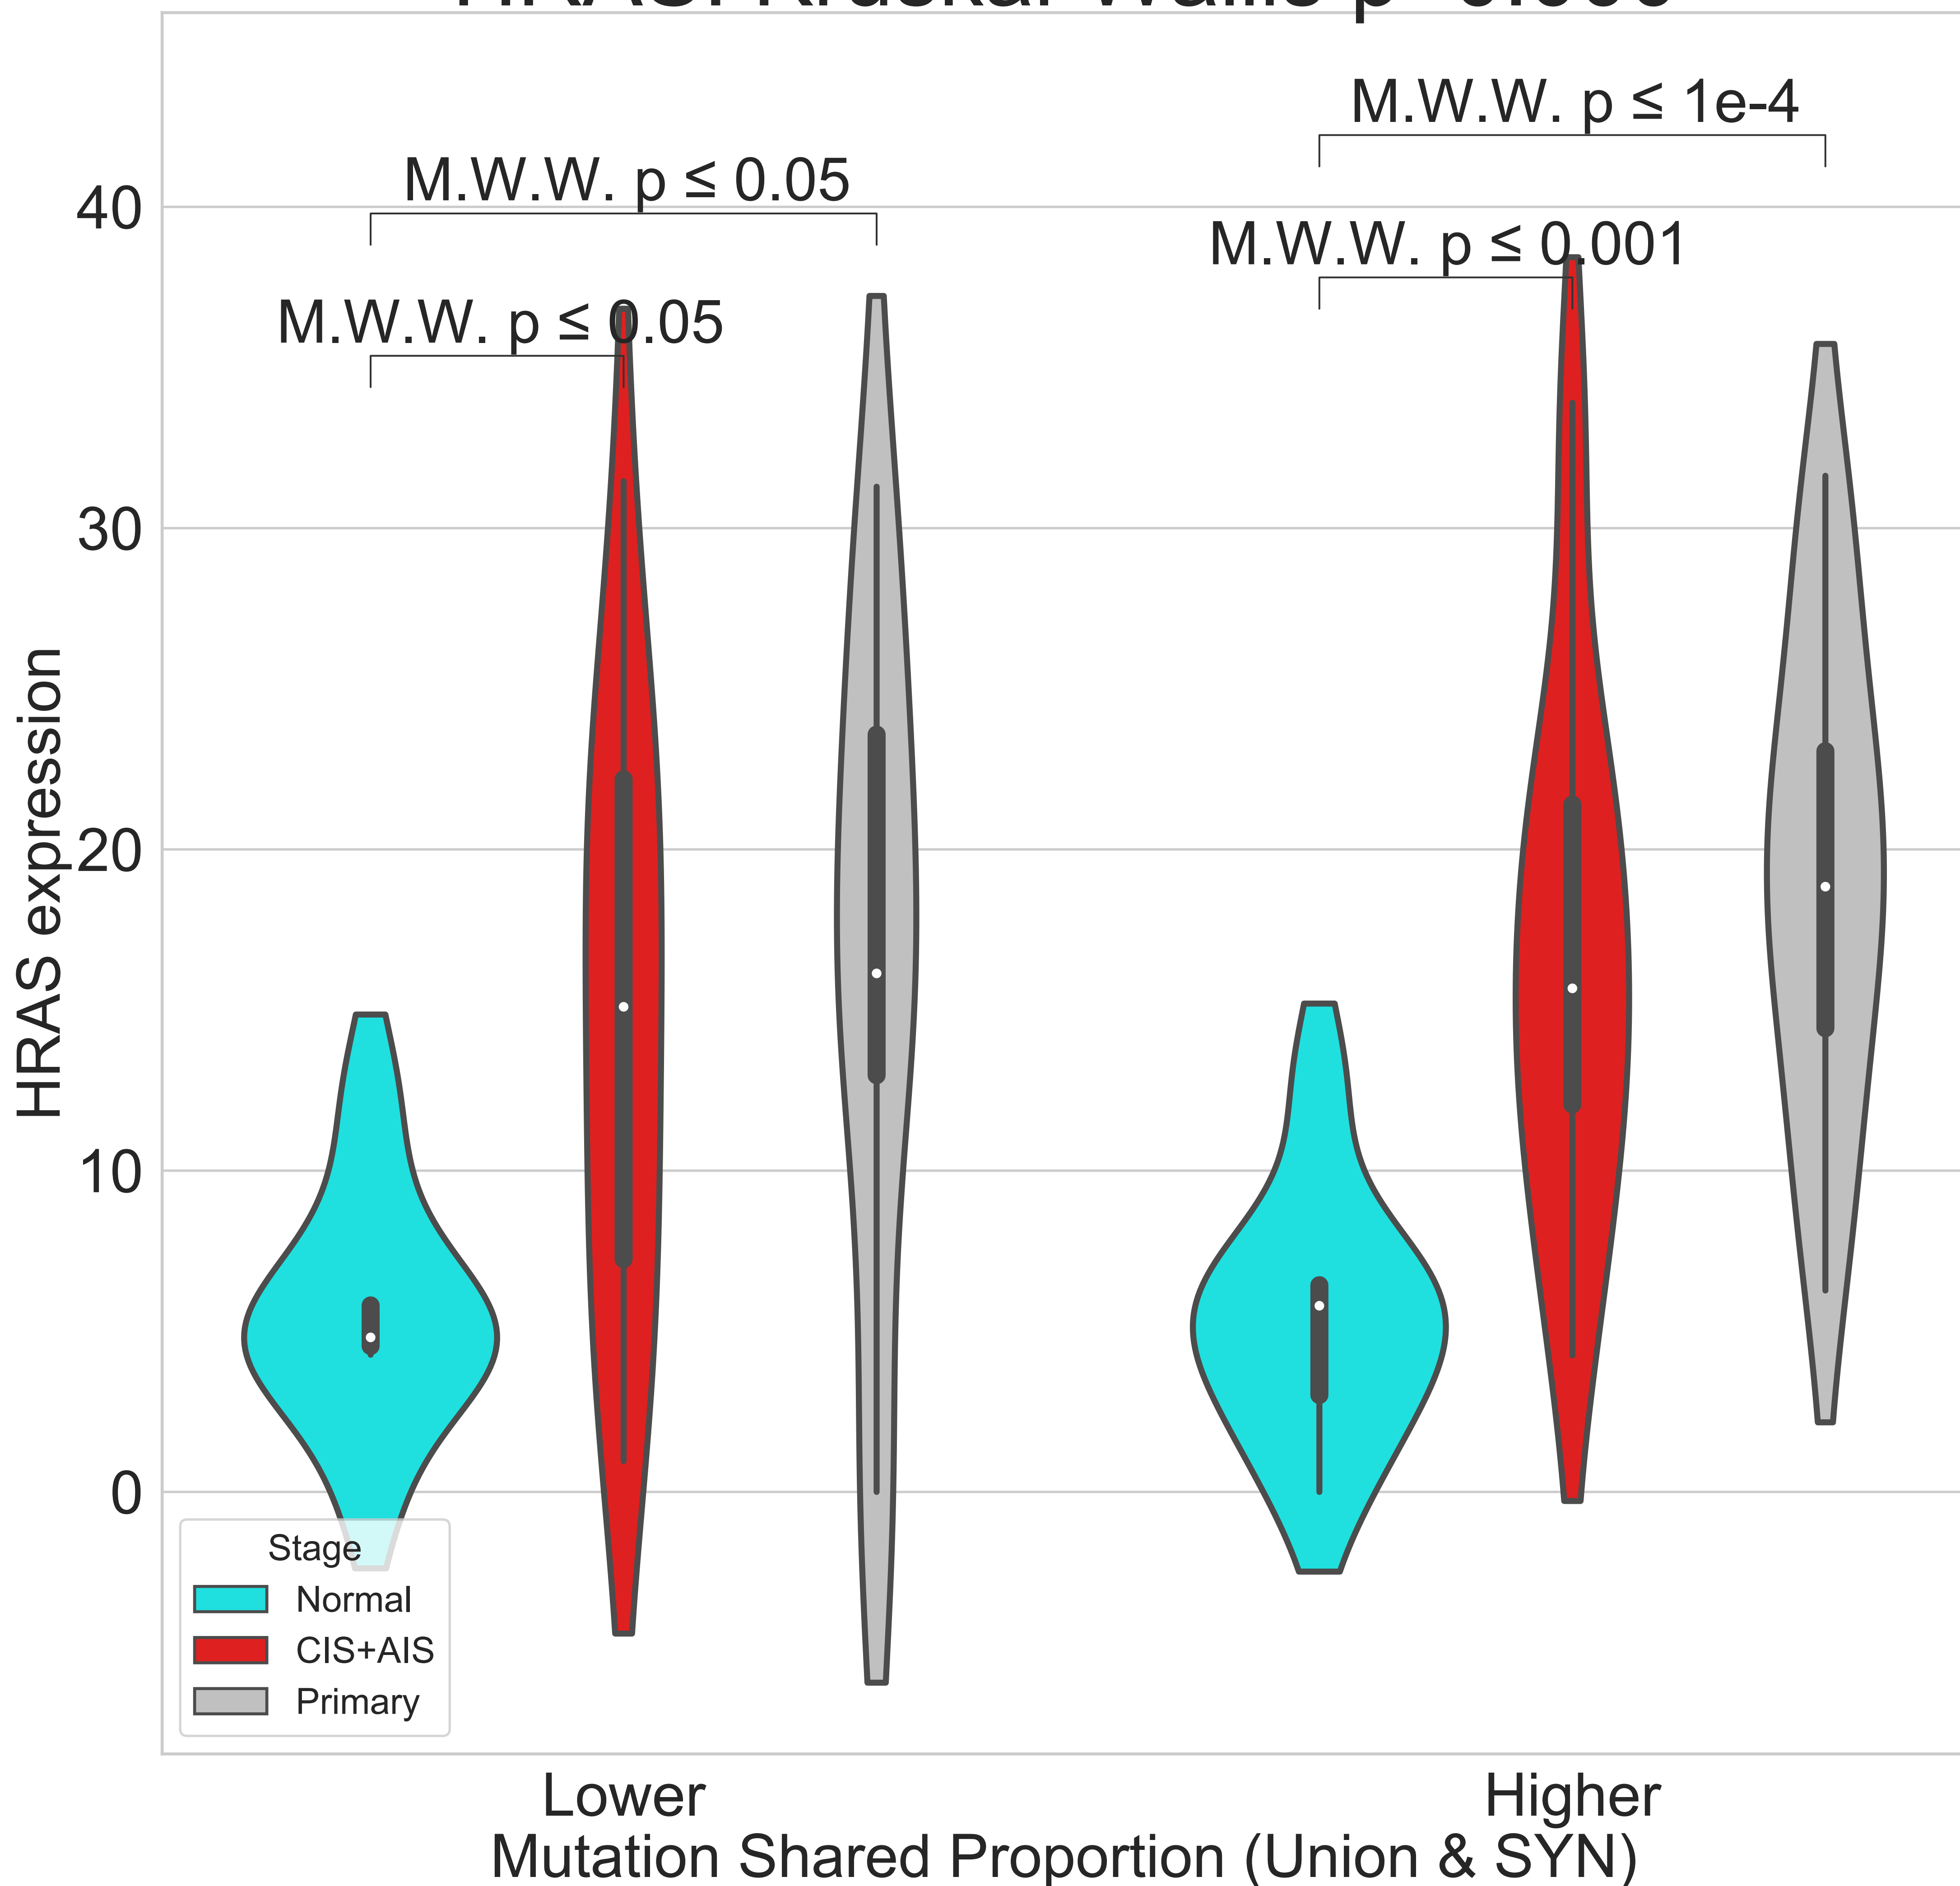 M.W.W. p ≤ 1e-4
M.W.W. p ≤ 0.05
M.W.W. p ≤ 0.001
M.W.W. p ≤ 0.05
40
30
20
10
0
HRAS expression
Stage
Normal
CIS+AIS
Primary
Lower
Higher
Mutation Shared Proportion (Union & SYN)